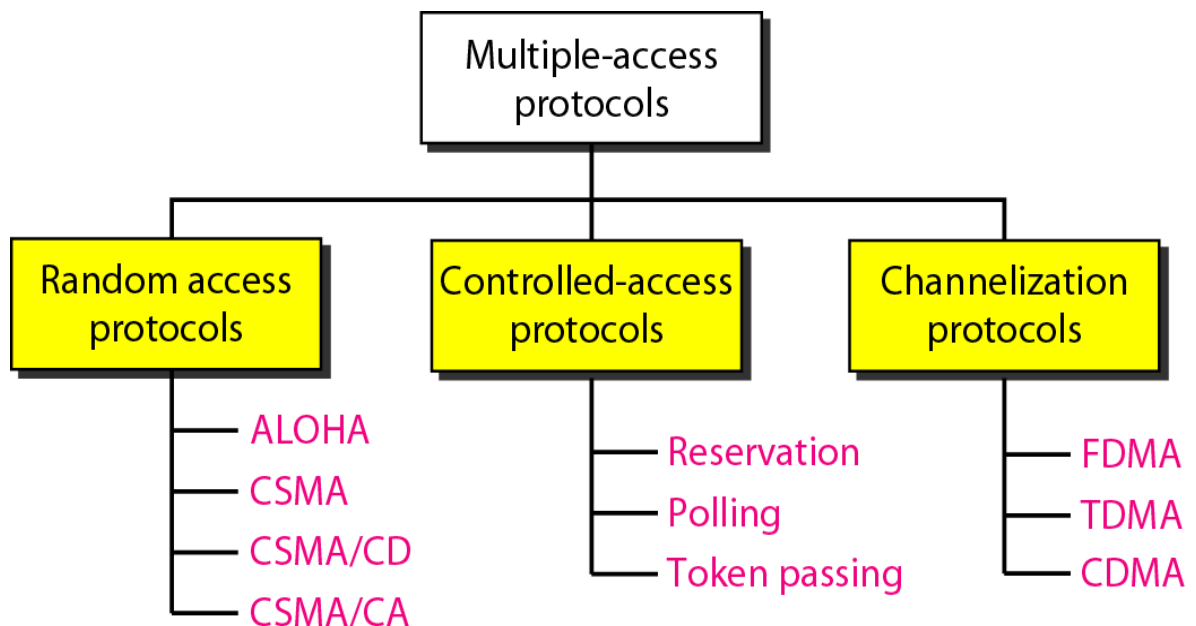 Multiple-access
protocols
Random access
protocols
Controlled-access
protocols
Channelization
protocols
ALOHA
CSMA
CSMA/CD
CSMA/CA
Reservation
Polling
Token passing
FDMA
TDMA
CDMA